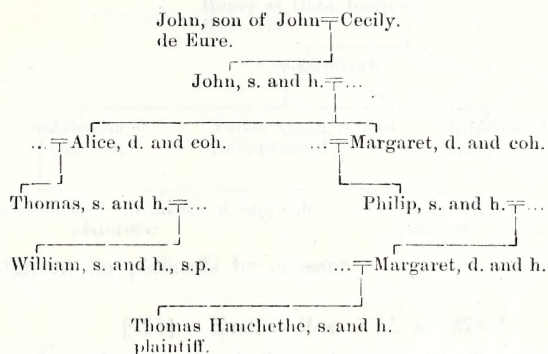 John, son of John╤Cecily.
de Eure.
John, s. and h.╤...
...╤Alice, d. and coh. ...╤Margaret, d. and coh.
Thomas, s. and h.╤... Philip, s. and h.╤...
William, s. and h., s.p. ...╤Margaret, d. and h.
Thomas Hanchethe, s. and h.
plaintiff.